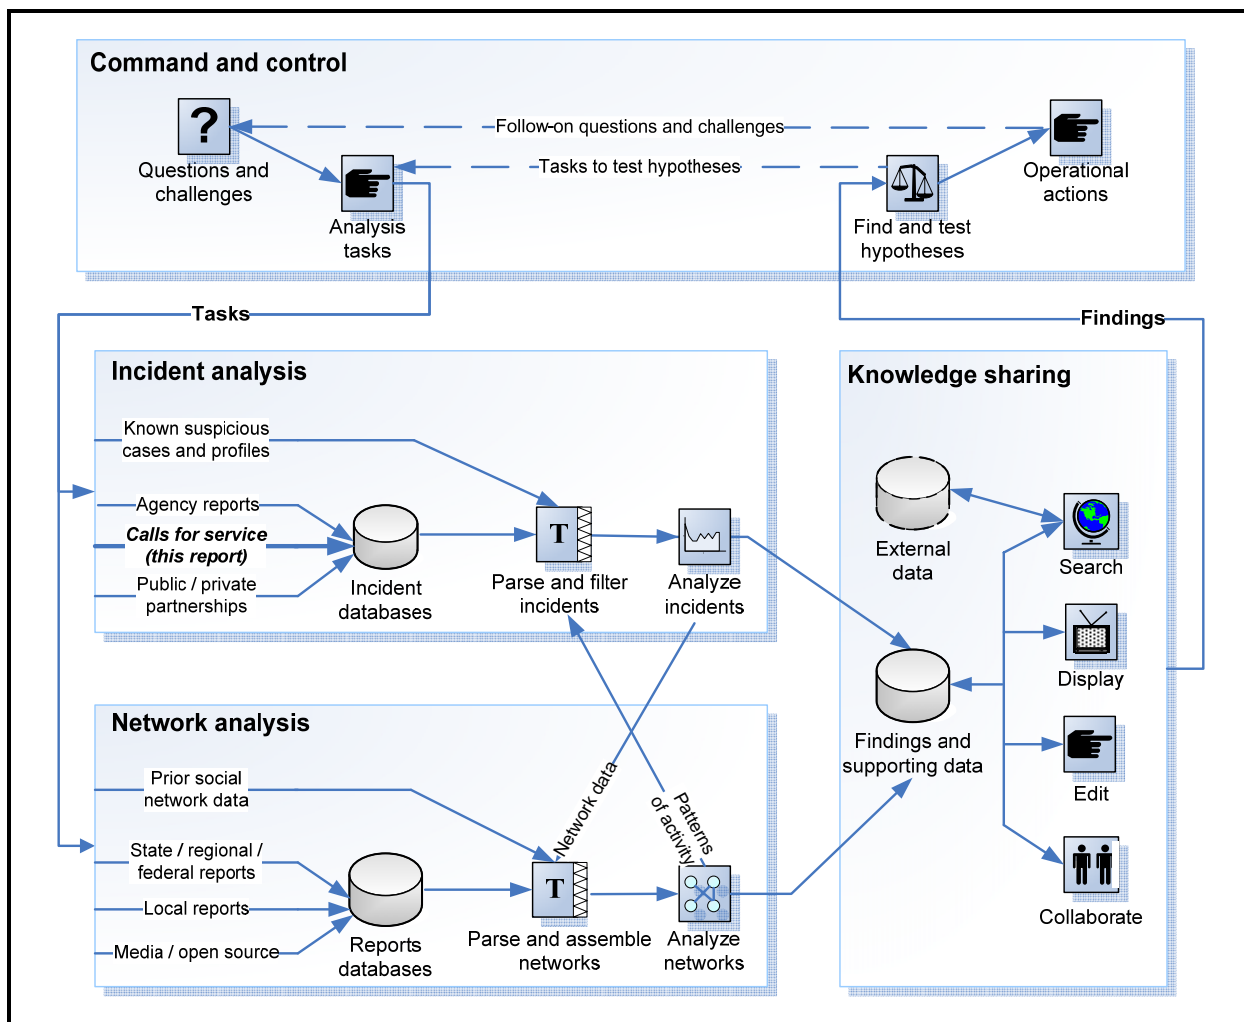 Command and control
?
Follow-on questions and challenges
Tasks to test hypotheses
Questions and
challenges
Operational
actions
Analysis
tasks
Find and test
hypotheses
Tasks
Findings
Incident analysis
Known suspicious
cases and profiles
Agency reports
Calls for service
(this report)
Public / private
partnerships
Incident
databases
T
Parse and filter
incidents
Analyze
incidents
Knowledge sharing
External
data
Search
Display
Findings and
supporting data
Edit
Collaborate
Network analysis
Prior social
network data
Network data
Patterns
of activity
State / regional /
federal reports
Local reports
Media / open source
Reports
databases
T
Parse and assemble
networks
Analyze
networks